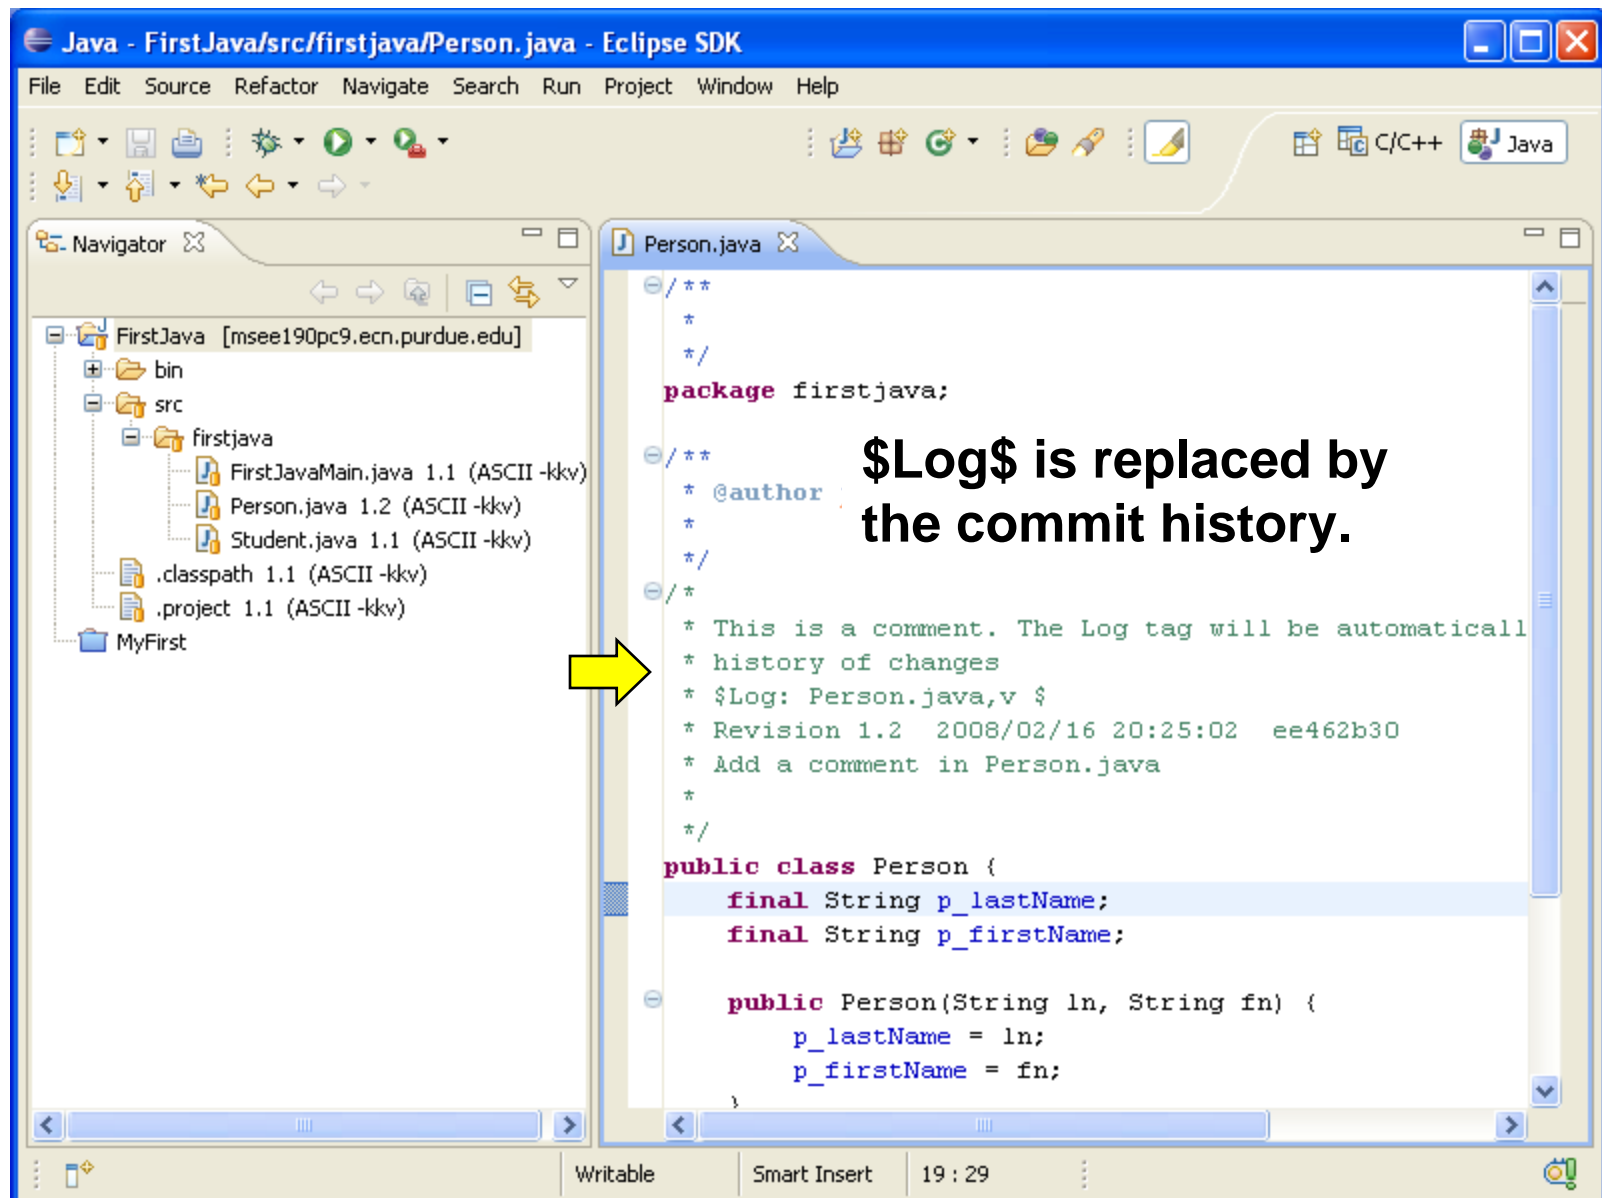 Java - FirstJava/src/firstjava/Person.java - Eclipse SDK
File Edit Source Refactor Navigate Search Run Project Window Help
C/C++ Java
Navigator
Person.java
FirstJava [msee190pc9.ecn.purdue.edu]
bin
src
firstjava
FirstJavaMain.java 1.1 (ASCII -kkv)
Person.java 1.2 (ASCII -kkv)
Student.java 1.1 (ASCII -kkv)
.classpath 1.1 (ASCII -kkv)
.project 1.1 (ASCII -kkv)
MyFirst
/**
*
*/
package firstjava;
/**
* @author
*
*/
$Log$ is replaced by
the commit history.
/*
* This is a comment. The Log tag will be automaticall
* history of changes
* $Log: Person.java,v $
* Revision 1.2 2008/02/16 20:25:02 ee462b30
* Add a comment in Person.java
*
*/
public class Person {
final String p_lastName;
final String p_firstName;
public Person(String ln, String fn) {
p_lastName = ln;
p_firstName = fn;
}
Writable Smart Insert 19 : 29